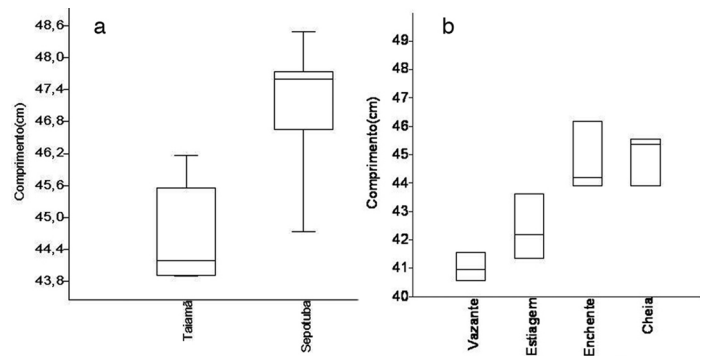 a
Comprimento(cm)
48,6
48,0
47,4
46,8
46,2
45,6
45,0
44,4
43,8
Taiamã
Sepotuba
b
Comprimento(cm)
49
48
47
46
45
44
43
42
41
40
Vazante
Estiagem
Enchente
Cheia